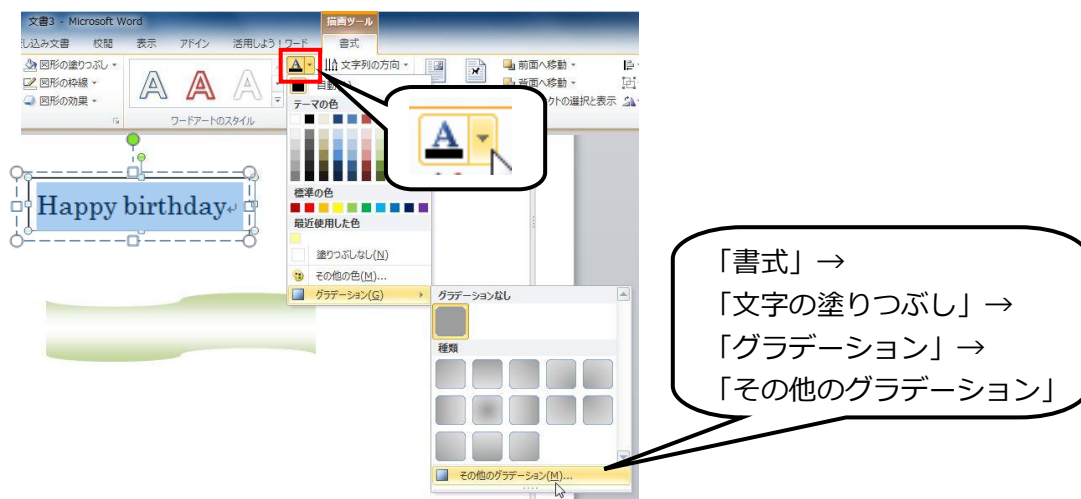 文書3 - Microsoft Word
描画ツール
し込み文書 校閲 表示 アドイン 活用しよう!ワード 書式
図形の塗りつぶし
図形の枠線
図形の効果
A A A
ワードアートのスタイル
A
文字列の方向
前面へ移動
背面へ移動
クトの選択と表示
テーマの色
標準の色
最近使用した色
塗りつぶしなし(N)
その他の色(M)...
グラデーション(G)
A
Happy birthday
グラデーションなし
種類
その他のグラデーション(M)...
「書式」→
「文字の塗りつぶし」→
「グラデーション」→
「その他のグラデーション」